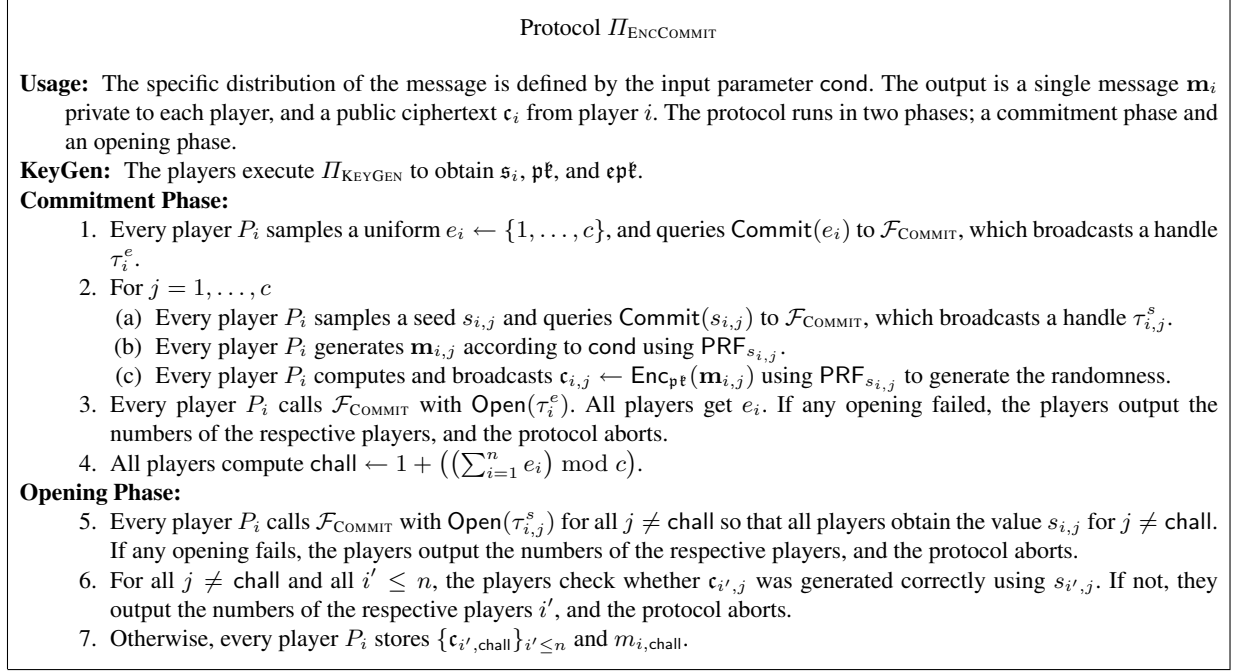 Protocol Π_ENCCOMMIT
Usage: The specific distribution of the message is defined by the input parameter cond. The output is a single message 𝐦_i
private to each player, and a public ciphertext 𝔠_i from player i. The protocol runs in two phases; a commitment phase and
an opening phase.
KeyGen: The players execute Π_KEYGEN to obtain 𝔰_i, 𝔭𝔨, and 𝔢𝔭𝔨.
Commitment Phase:
1. Every player P_i samples a uniform e_i ← {1, . . . , c}, and queries Commit(e_i) to ℱ_COMMIT, which broadcasts a handle
τ_i^e.
2. For j = 1, . . . , c
(a) Every player P_i samples a seed s_{i,j} and queries Commit(s_{i,j}) to ℱ_COMMIT, which broadcasts a handle τ_{i,j}^s.
(b) Every player P_i generates 𝐦_{i,j} according to cond using PRF_{s_{i,j}}.
(c) Every player P_i computes and broadcasts 𝔠_{i,j} ← Enc_𝔭𝔨(𝐦_{i,j}) using PRF_{s_{i,j}} to generate the randomness.
3. Every player P_i calls ℱ_COMMIT with Open(τ_i^e). All players get e_i. If any opening failed, the players output the
numbers of the respective players, and the protocol aborts.
4. All players compute chall ← 1 + ((∑_{i=1}^n e_i) mod c).
Opening Phase:
5. Every player P_i calls ℱ_COMMIT with Open(τ_{i,j}^s) for all j ≠ chall so that all players obtain the value s_{i,j} for j ≠ chall.
If any opening fails, the players output the numbers of the respective players, and the protocol aborts.
6. For all j ≠ chall and all i′ ≤ n, the players check whether 𝔠_{i′,j} was generated correctly using s_{i′,j}. If not, they
output the numbers of the respective players i′, and the protocol aborts.
7. Otherwise, every player P_i stores {𝔠_{i′,chall}}_{i′≤n} and m_{i,chall}.